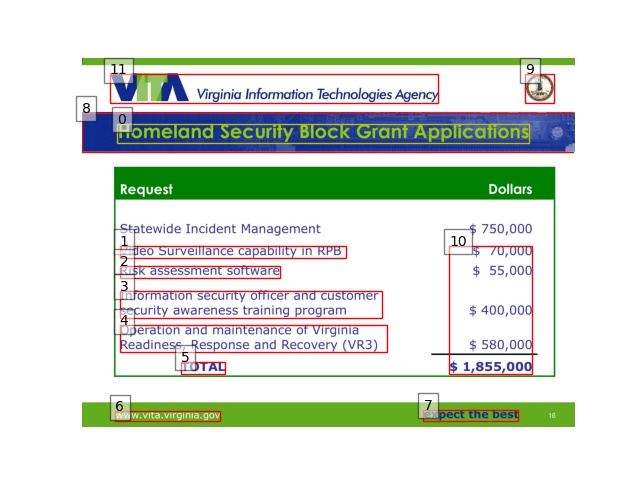 VITA Virginia Information Technologies Agency
Homeland Security Block Grant Applications
Request Dollars
Statewide Incident Management $ 750,000
Video Surveillance capability in RPB $ 70,000
Risk assessment software $ 55,000
Information security officer and customer
security awareness training program $ 400,000
Operation and maintenance of Virginia
Readiness, Response and Recovery (VR3) $ 580,000
TOTAL $ 1,855,000
www.vita.virginia.gov expect the best 16
11
9
8
0
1
10
2
3
4
5
6
7